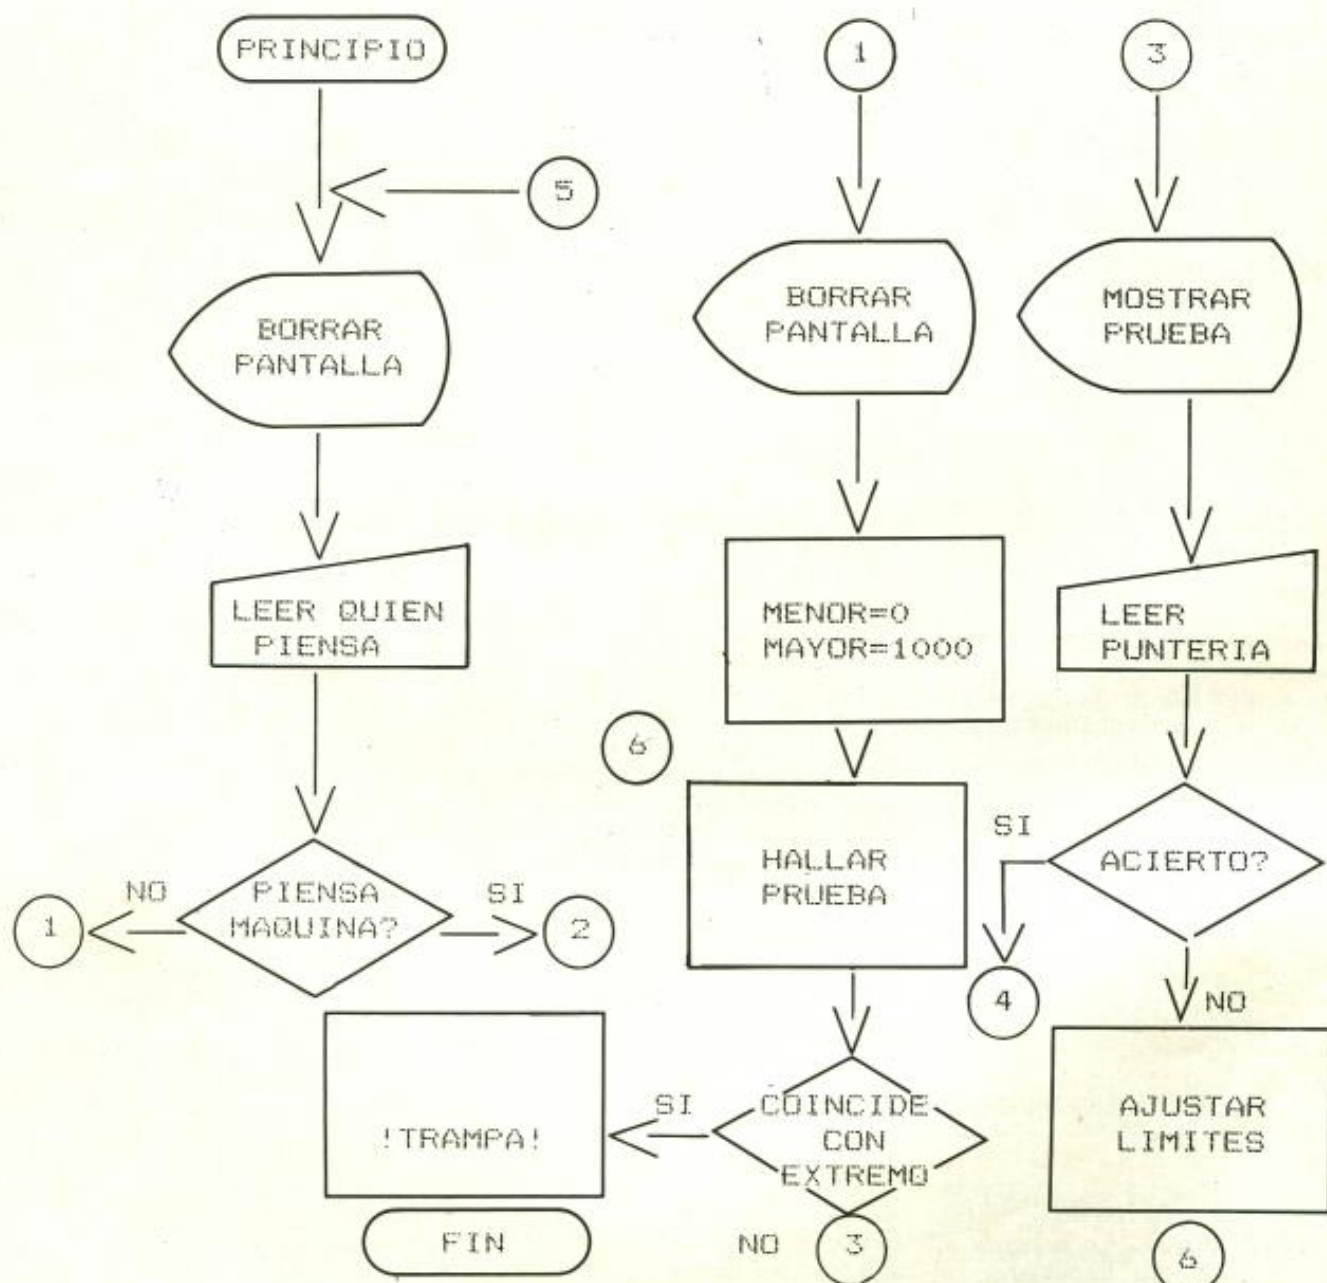 PRINCIPIO
5
BORRAR
PANTALLA
LEER QUIEN
PIENSA
PIENSA
MAQUINA?
NO
1
SI
2
1
BORRAR
PANTALLA
MENOR=0
MAYOR=1000
6
HALLAR
PRUEBA
COINCIDE
CON
EXTREMO
SI
!TRAMPA!
FIN
NO
3
3
MOSTRAR
PRUEBA
LEER
PUNTERIA
ACIERTO?
SI
4
NO
AJUSTAR
LIMITES
6